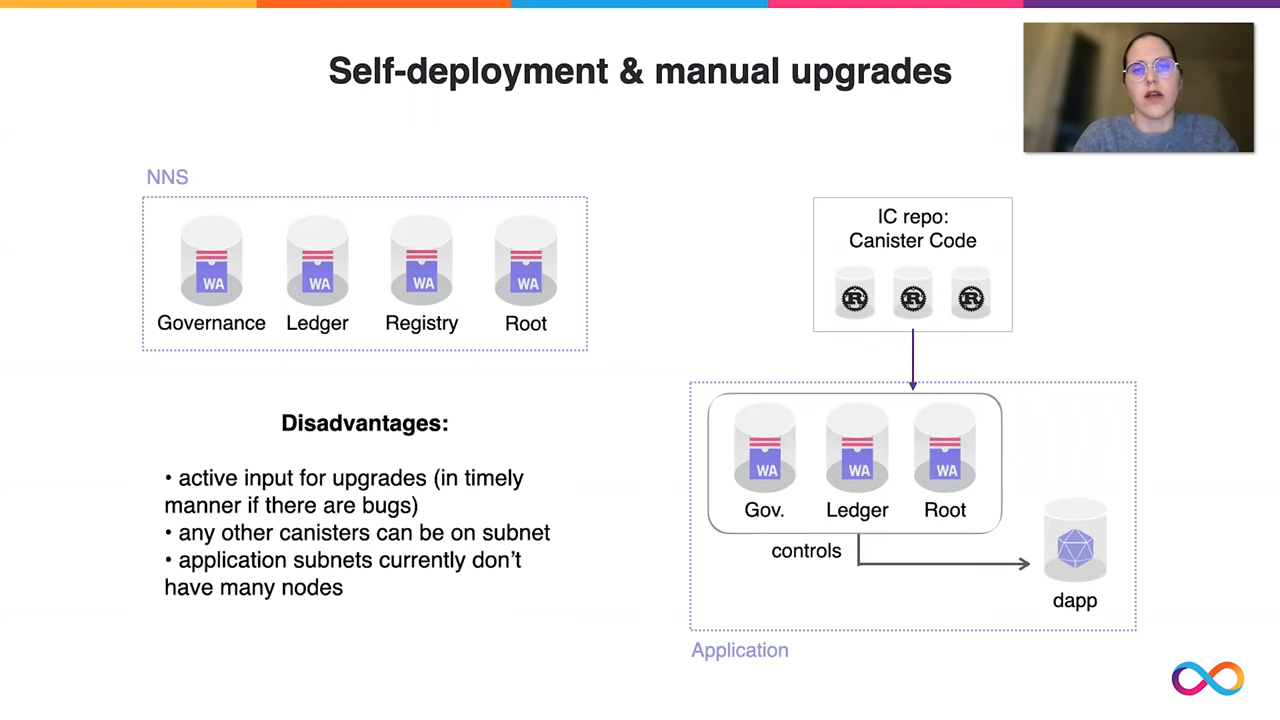 Self-deployment & manual upgrades
NNS
WA
WA
WA
WA
Governance
Ledger
Registry
Root
Disadvantages:
• active input for upgrades (in timely
manner if there are bugs)
• any other canisters can be on subnet
• application subnets currently don't
have many nodes
IC repo:
Canister Code
R
R
R
WA
WA
WA
Gov.
Ledger
Root
controls
dapp
Application